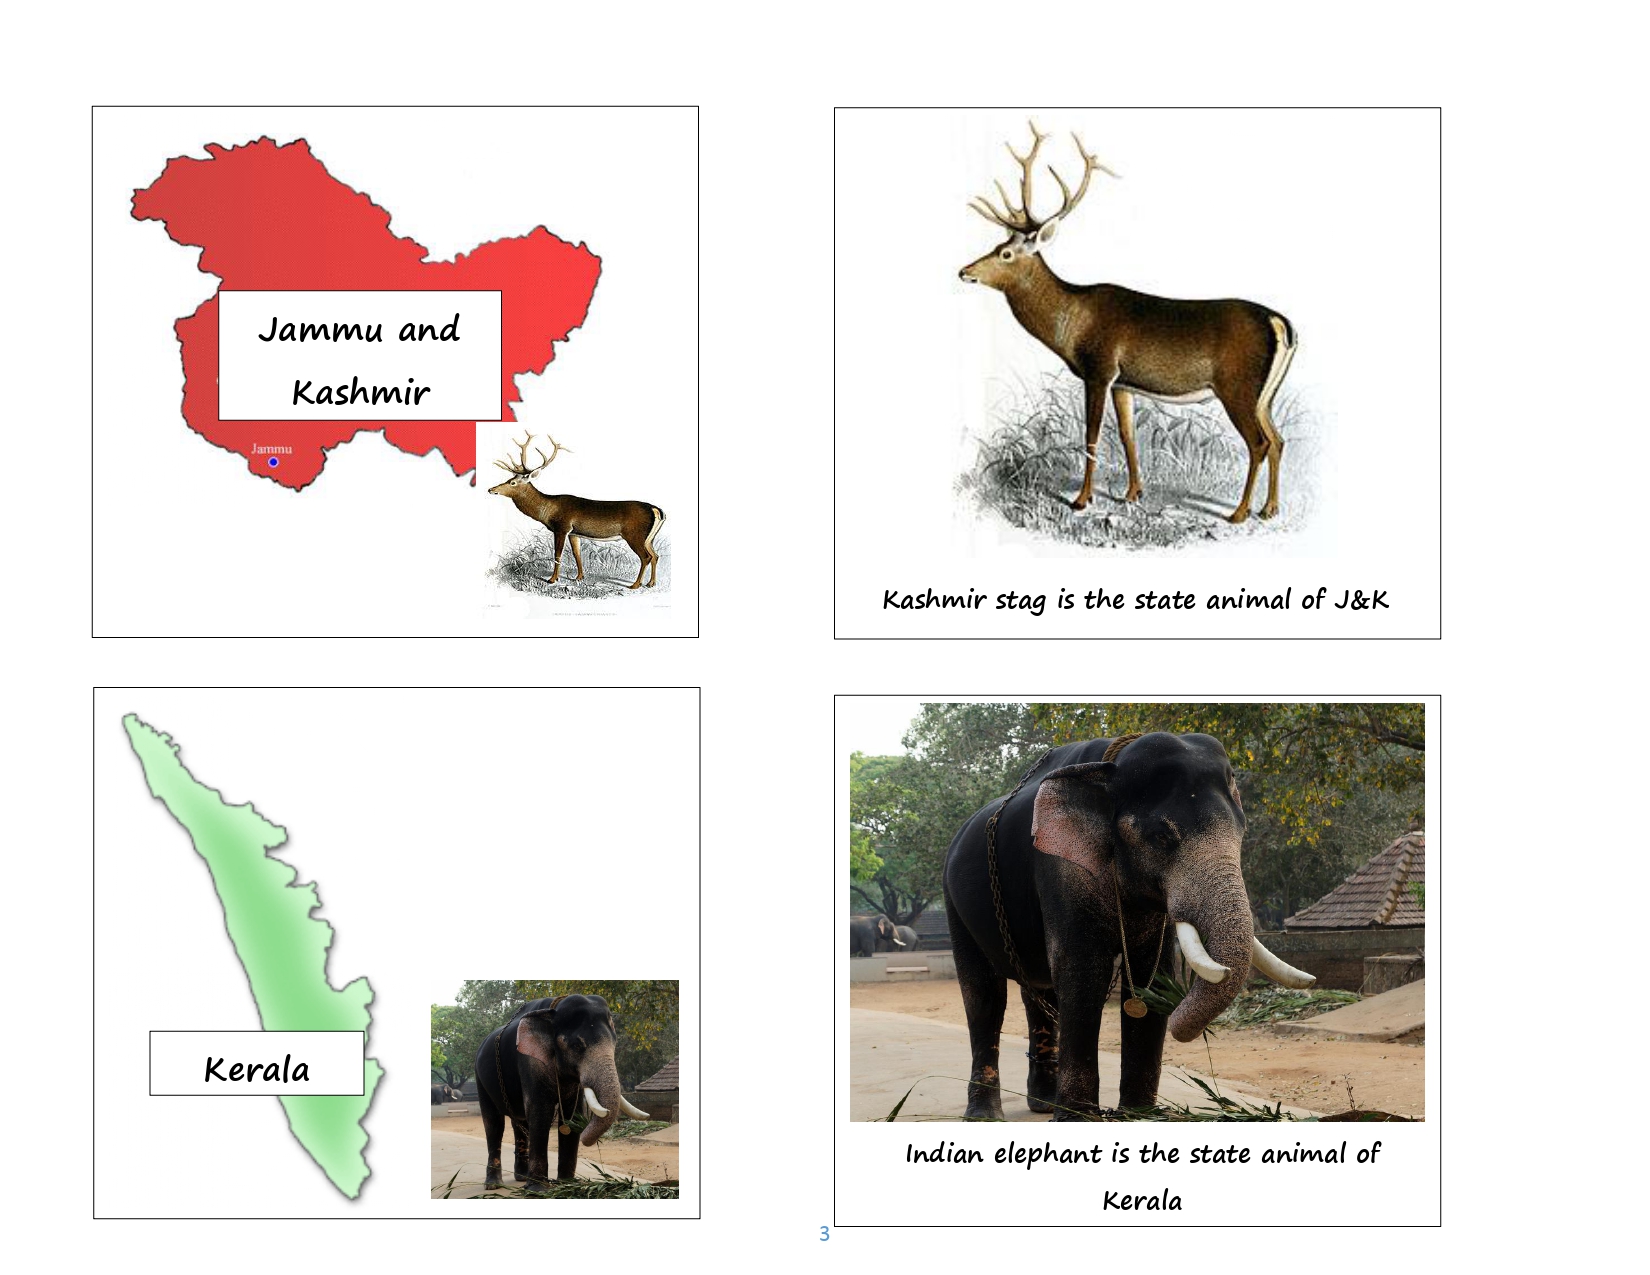 Jammu and
Kashmir
Jammu
Kashmir stag is the state animal of J&K
Kerala
Indian elephant is the state animal of
Kerala
3